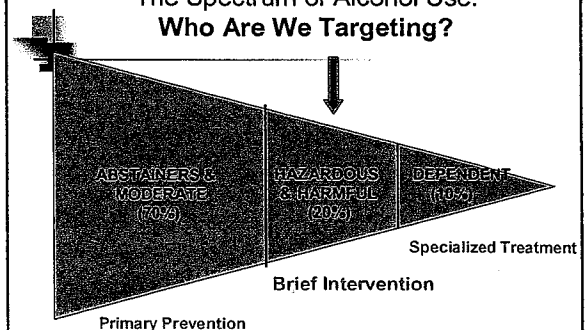 The Spectrum of Alcohol Use:
Who Are We Targeting?
ABSTAINERS &
MODERATE
(70%)
HAZARDOUS
& HARMFUL
(20%)
DEPENDENT
(10%)
Specialized Treatment
Brief Intervention
Primary Prevention